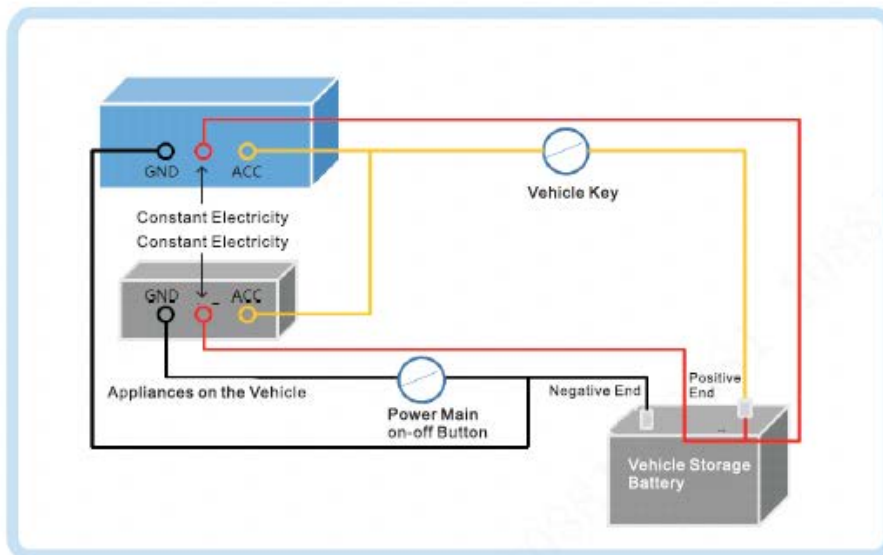 GND ACC
Vehicle Key
Constant Electricity
Constant Electricity
GND ACC
Appliances on the Vehicle
Power Main
on-off Button
Negative End
Positive
End
Vehicle Storage
Battery